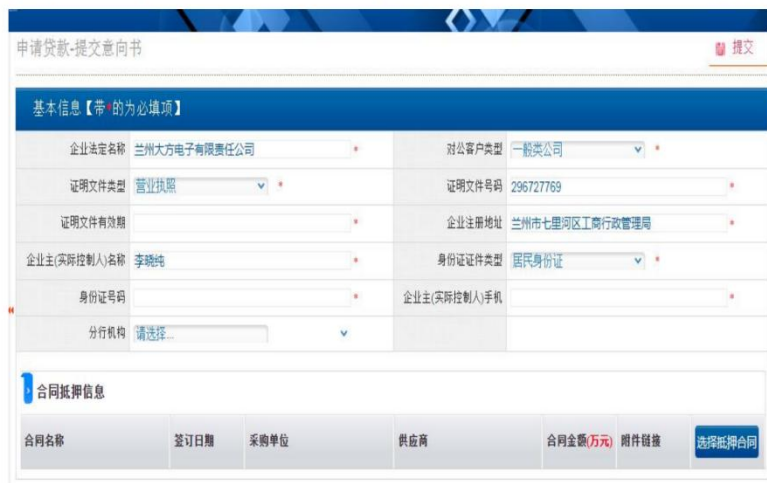 申请贷款-提交意向书 提交
基本信息【带*的为必填项】
企业法定名称 兰州大方电子有限责任公司 * 对公客户类型 一般类公司 *
证明文件类型 营业执照 * 证明文件号码 296727769 *
证明文件有效期 * 企业注册地址 兰州市七里河区工商行政管理局 *
企业主(实际控制人)名称 李晓纯 * 身份证证件类型 居民身份证 *
身份证号码 * 企业主(实际控制人)手机 *
分行机构 请选择...
合同抵押信息
合同名称 签订日期 采购单位 供应商 合同金额(万元) 附件链接 选择抵押合同